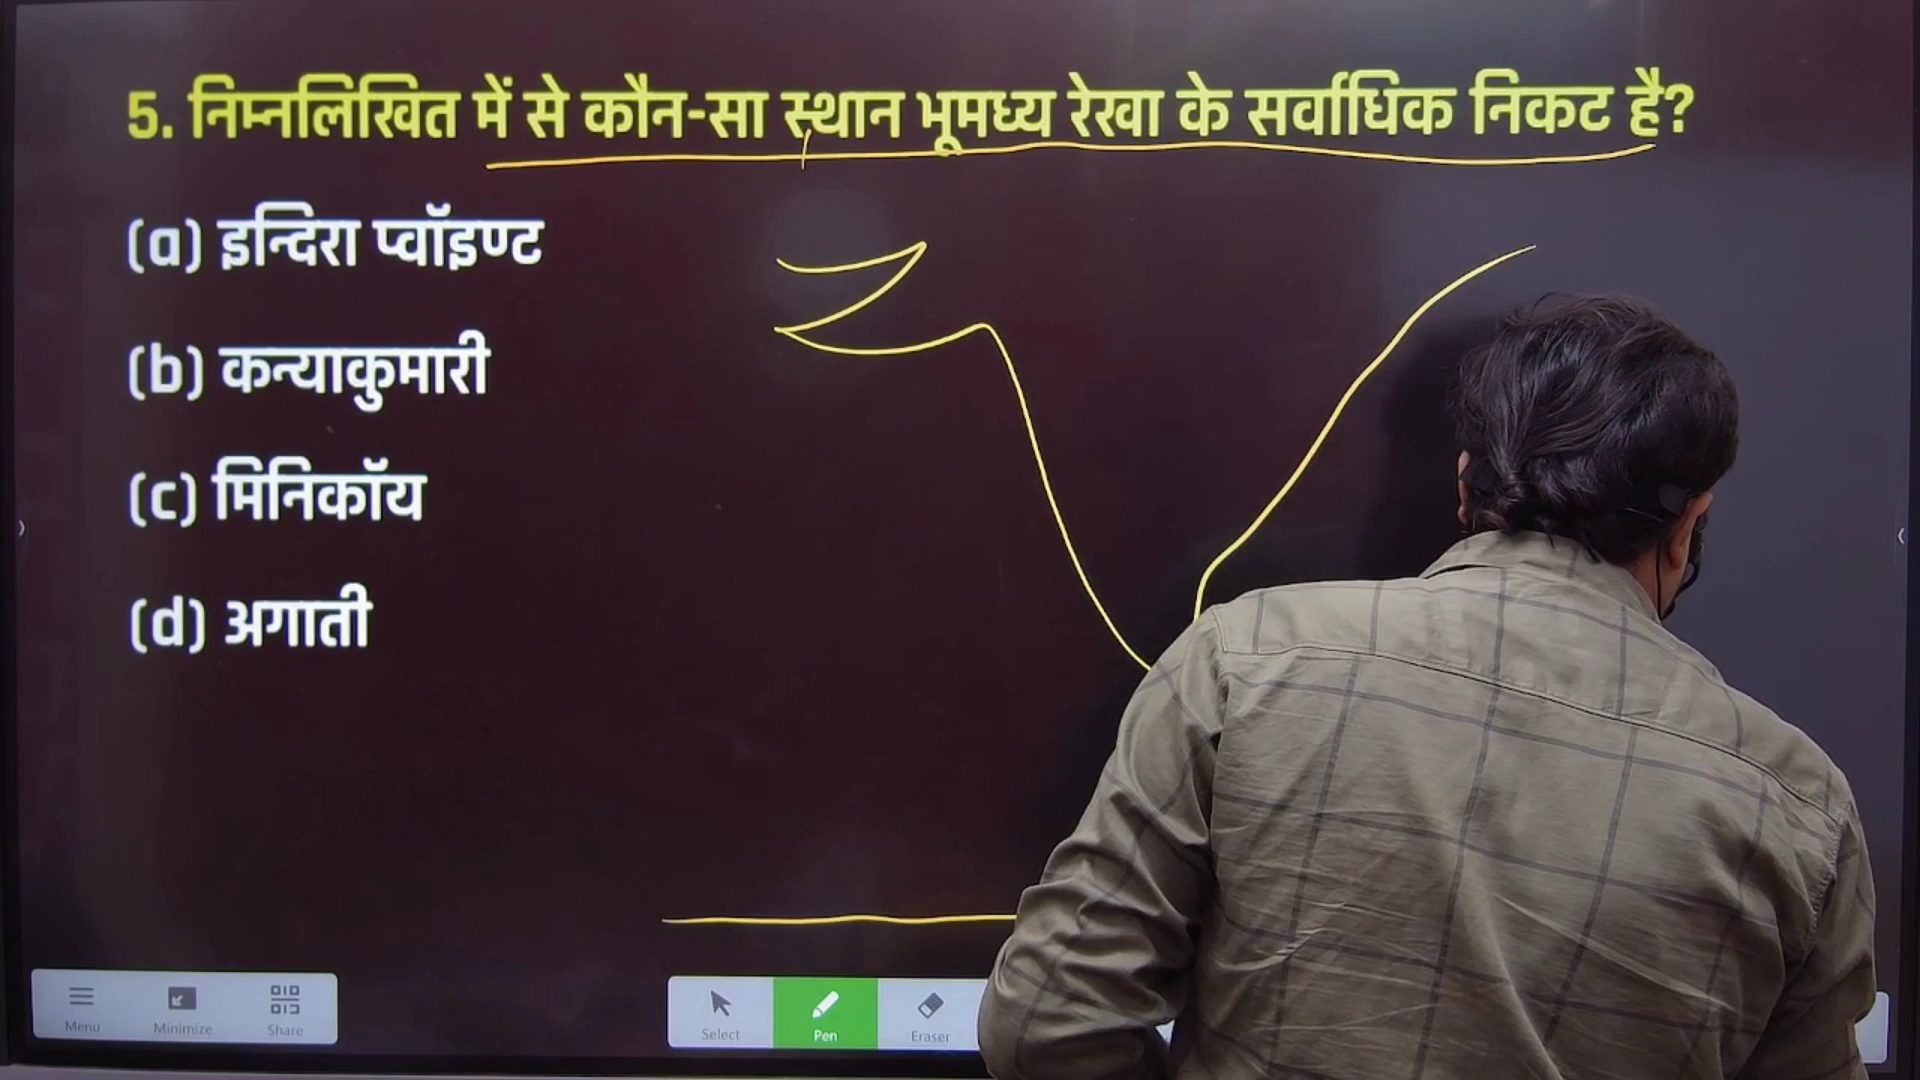 5. निम्नलिखित में से कौन-सा स्थान भूमध्य रेखा के सर्वाधिक निकट है?
(a) इन्दिरा प्वॉइण्ट
(b) कन्याकुमारी
(c) मिनिकॉय
(d) अगाती
Menu Minimize Share Select Pen Eraser